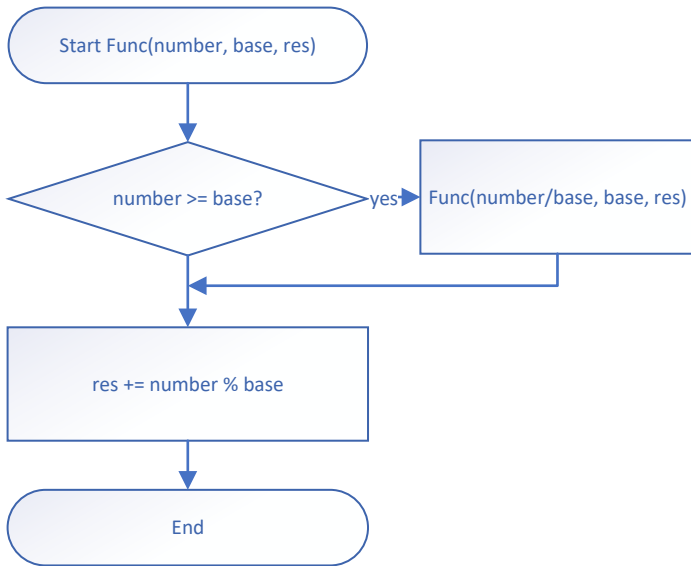 Start Func(number, base, res)
number >= base?
yes
Func(number/base, base, res)
res += number % base
End